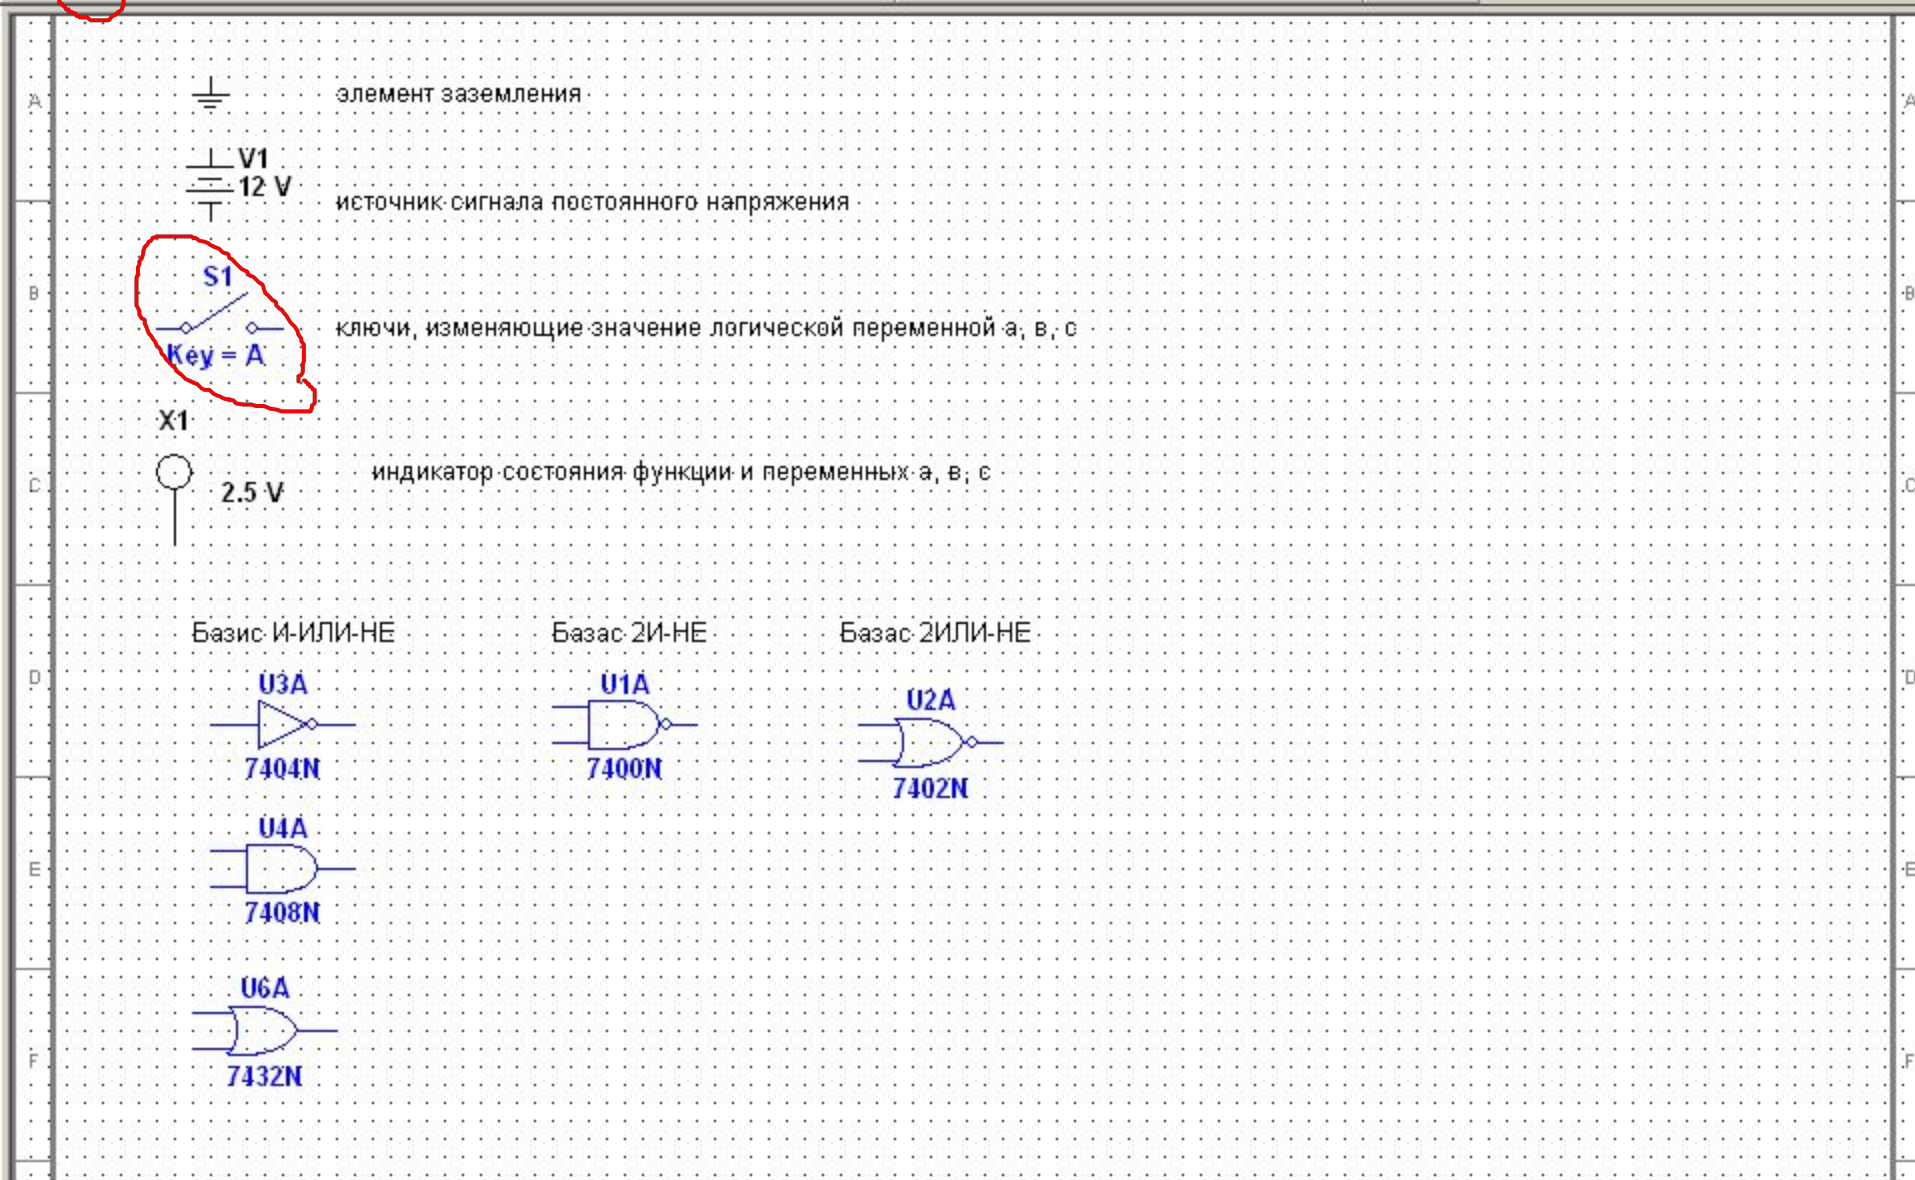 A
A
элемент заземления
V1
12 V
источник сигнала постоянного напряжения
B
B
S1
ключи, изменяющие значение логической переменной а, в, с
Key = A
X1
2.5 V
индикатор состояния функции и переменных а, в, с
C
C
Базис И-ИЛИ-НЕ
Базас 2И-НЕ
Базас 2ИЛИ-НЕ
D
D
U3A
U1A
U2A
7404N
7400N
7402N
U4A
E
E
7408N
U6A
F
F
7432N